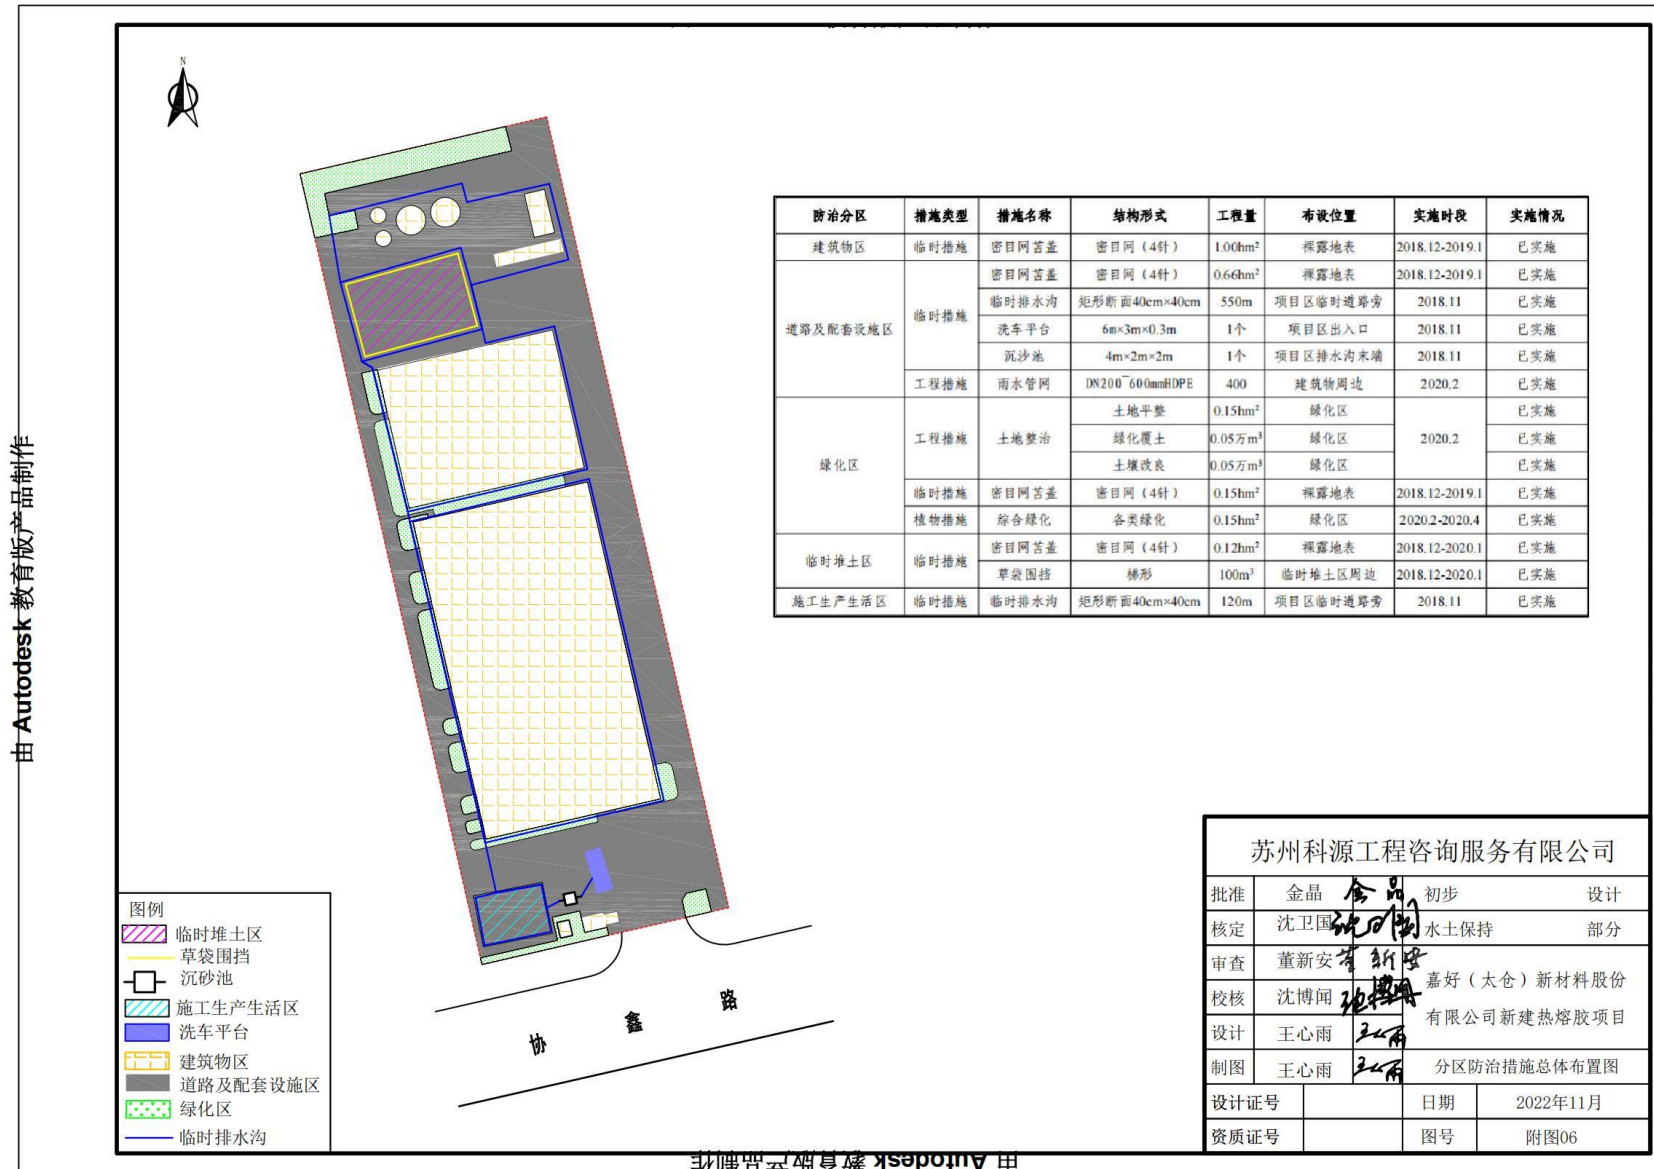 N
防治分区 措施类型 措施名称 结构形式 工程量 布设位置 实施时段 实施情况
建筑物区 临时措施 密目网苫盖 密目网（4针） 1.00hm² 裸露地表 2018.12-2019.1 已实施
道路及配套设施区 临时措施 密目网苫盖 密目网（4针） 0.66hm² 裸露地表 2018.12-2019.1 已实施
临时排水沟 矩形断面40cm×40cm 550m 项目区临时道路旁 2018.11 已实施
洗车平台 6m×3m×0.3m 1个 项目区出入口 2018.11 已实施
沉沙池 4m×2m×2m 1个 项目区排水沟末端 2018.11 已实施
工程措施 雨水管网 DN200~600mmHDPE 400 建筑物周边 2020.2 已实施
绿化区 工程措施 土地整治 土地平整 0.15hm² 绿化区 2020.2 已实施
绿化覆土 0.05万m³ 绿化区 已实施
土壤改良 0.05万m³ 绿化区 已实施
临时措施 密目网苫盖 密目网（4针） 0.15hm² 裸露地表 2018.12-2019.1 已实施
植物措施 综合绿化 各类绿化 0.15hm² 绿化区 2020.2-2020.4 已实施
临时堆土区 临时措施 密目网苫盖 密目网（4针） 0.12hm² 裸露地表 2018.12-2020.1 已实施
草袋围挡 梯形 100m³ 临时堆土区周边 2018.12-2020.1 已实施
施工生产生活区 临时措施 临时排水沟 矩形断面40cm×40cm 120m 项目区临时道路旁 2018.11 已实施
由 Autodesk 教育版产品制作
协鑫路
图例
临时堆土区
草袋围挡
沉砂池
施工生产生活区
洗车平台
建筑物区
道路及配套设施区
绿化区
临时排水沟
苏州科源工程咨询服务有限公司
批准 金晶 金晶 初步 设计
核定 沈卫国 沈卫国 水土保持 部分
审查 董新安 董新安
校核 沈博闻 沈博闻
设计 王心雨 王心雨
制图 王心雨 王心雨
嘉好（太仓）新材料股份
有限公司新建热熔胶项目
分区防治措施总体布置图
设计证号 日期 2022年11月
资质证号 图号 附图06
由 Autodesk 教育版产品制作